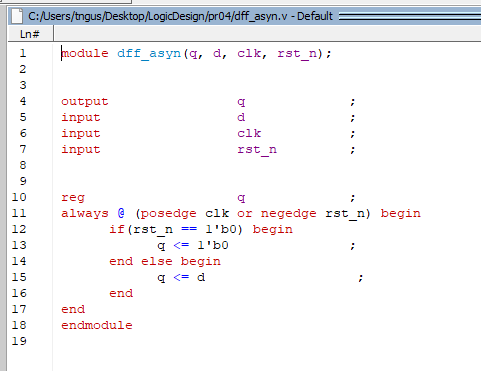 C:/Users/tngus/Desktop/LogicDesign/pr04/dff_asyn.v - Default
Ln#
1 module dff_asyn(q, d, clk, rst_n);
2
3
4 output q ;
5 input d ;
6 input clk ;
7 input rst_n ;
8
9
10 reg q ;
11 always @ (posedge clk or negedge rst_n) begin
12 if(rst_n == 1'b0) begin
13 q <= 1'b0 ;
14 end else begin
15 q <= d ;
16 end
17 end
18 endmodule
19